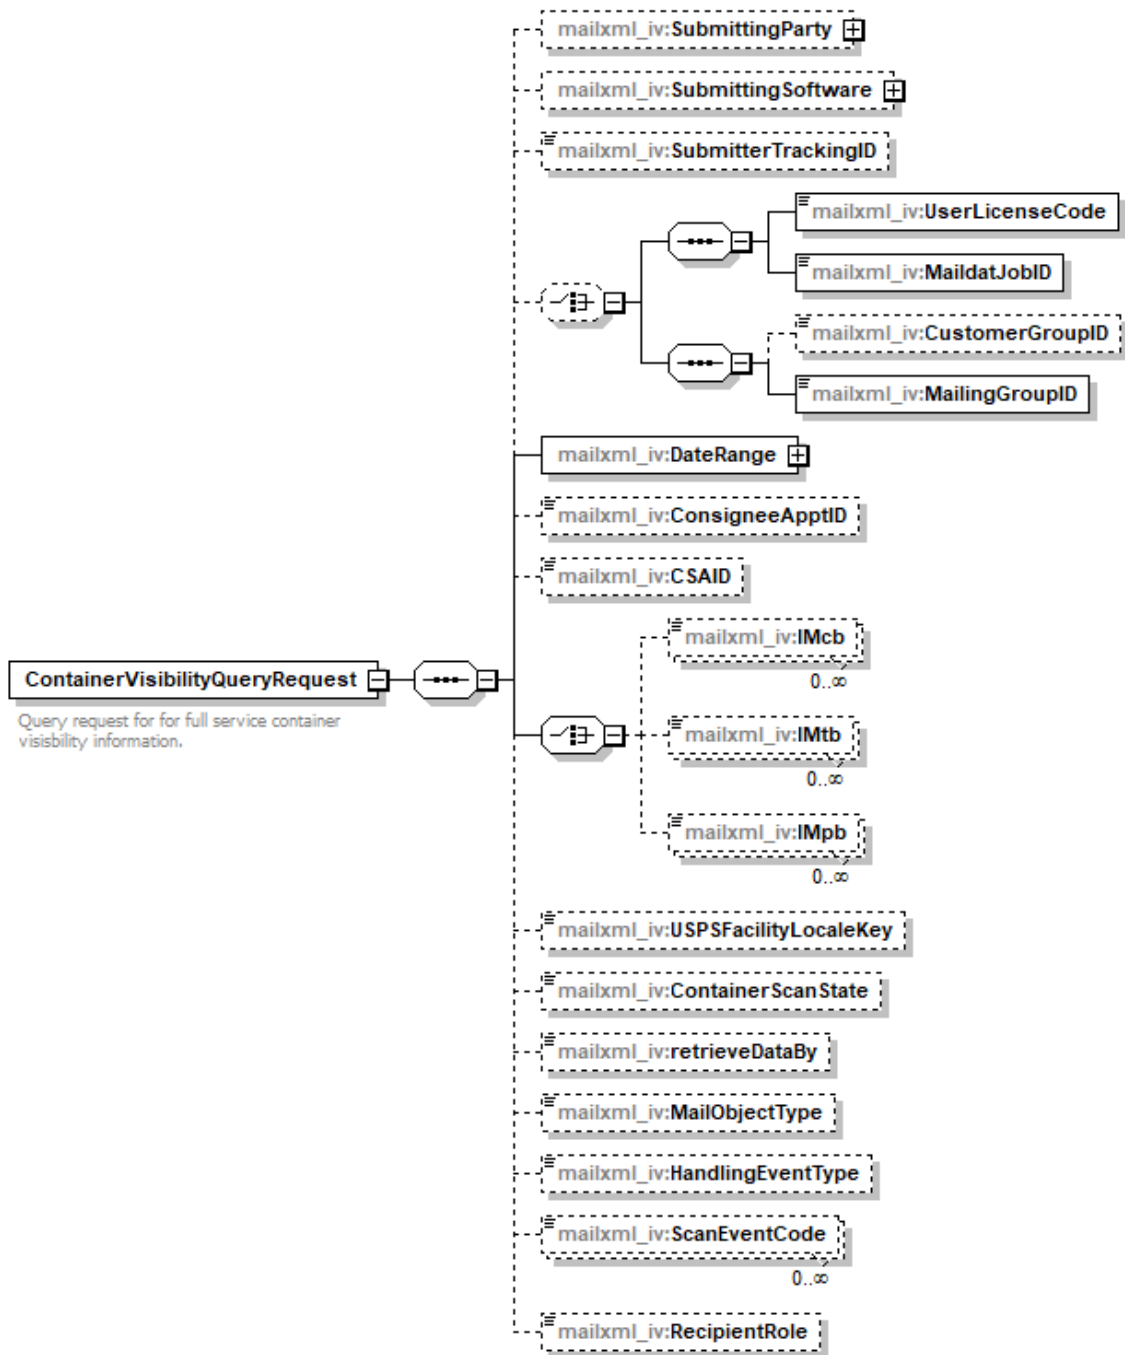 mailxml_iv:SubmittingParty
mailxml_iv:SubmittingSoftware
mailxml_iv:SubmitterTrackingID
mailxml_iv:UserLicenseCode
mailxml_iv:MaildatJobID
mailxml_iv:CustomerGroupID
mailxml_iv:MailingGroupID
mailxml_iv:DateRange
mailxml_iv:ConsigneeApptID
mailxml_iv:CSAID
mailxml_iv:IMcb
0..∞
ContainerVisibilityQueryRequest
Query request for for full service container
visisbility information.
mailxml_iv:IMtb
0..∞
mailxml_iv:IMpb
0..∞
mailxml_iv:USPSFacilityLocaleKey
mailxml_iv:ContainerScanState
mailxml_iv:retrieveDataBy
mailxml_iv:MailObjectType
mailxml_iv:HandlingEventType
mailxml_iv:ScanEventCode
0..∞
mailxml_iv:RecipientRole